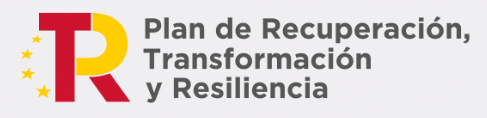 Plan de Recuperación,
Transformación
y Resiliencia